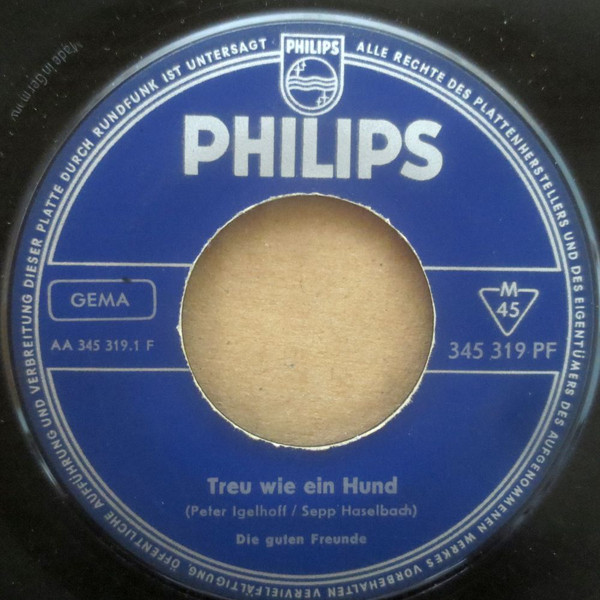 ALLE RECHTE DES PLATTENHERSTELLERS UND DES EIGENTÜMERS DES AUFGENOMMENEN WERKES VORBEHALTEN VERVIELFÄLTIGUNG, ÖFFENTLICHE AUFFÜHRUNG UND VERBREITUNG DIESER PLATTE DURCH RUNDFUNK IST UNTERSAGT
PHILIPS
PHILIPS
GEMA
M
45
AA 345 319.1 F
345 319 PF
Treu wie ein Hund
(Peter Igelhoff / Sepp Haselbach)
Die guten Freunde